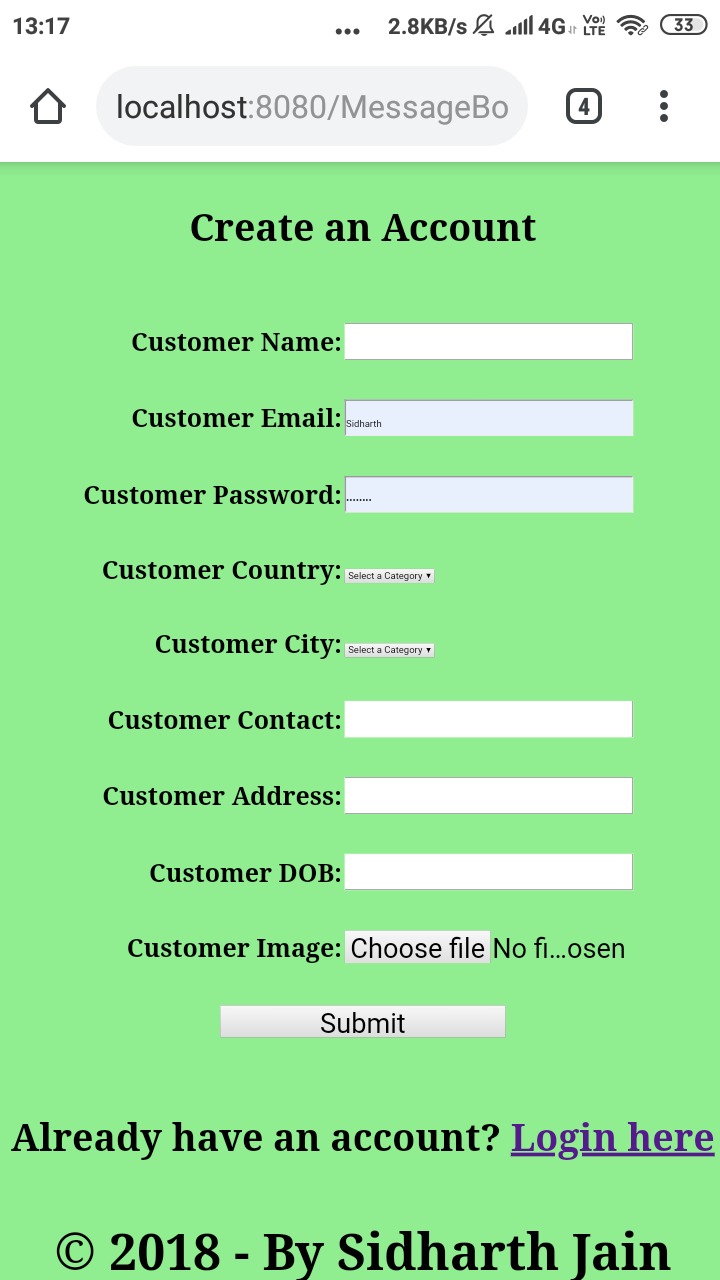 13:17 ... 2.8KB/s 4G VoLTE 33
localhost:8080/MessageBo 4
Create an Account
Customer Name:
Customer Email: Sidharth
Customer Password: ........
Customer Country: Select a Category ▾
Customer City: Select a Category ▾
Customer Contact:
Customer Address:
Customer DOB:
Customer Image: Choose file No fi...osen
Submit
Already have an account? Login here
© 2018 - By Sidharth Jain